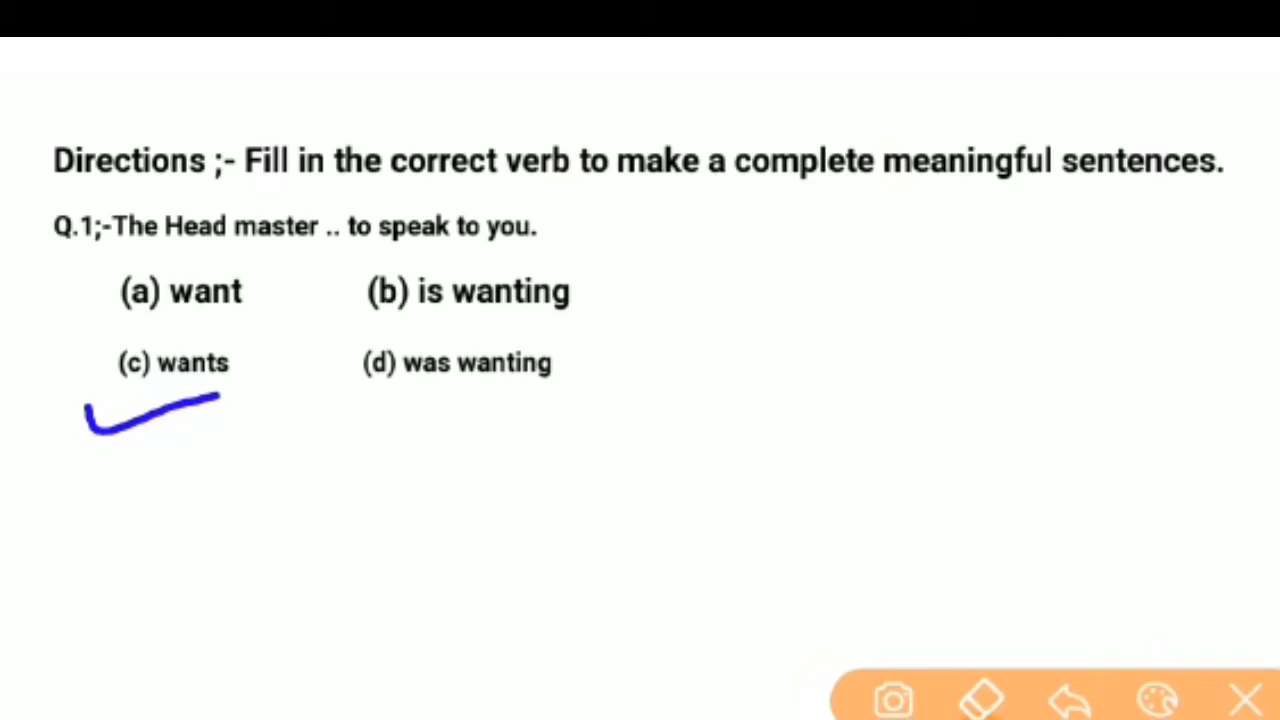 Directions ;- Fill in the correct verb to make a complete meaningful sentences.
Q.1;-The Head master .. to speak to you.
(a) want (b) is wanting
(c) wants (d) was wanting